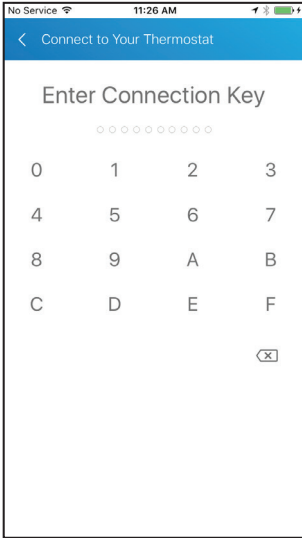 No Service 11:26 AM
Connect to Your Thermostat
Enter Connection Key
0 1 2 3
4 5 6 7
8 9 A B
C D E F